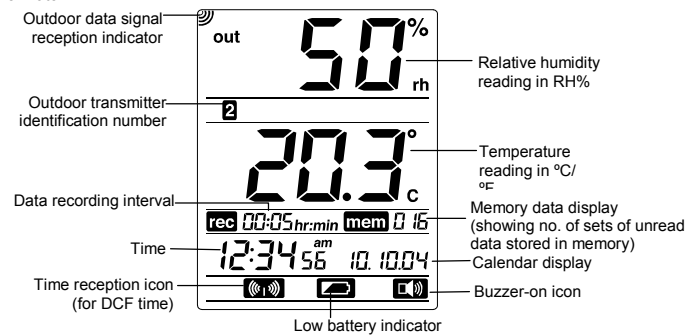 Outdoor data signal
reception indicator
out
50%
rh
Relative humidity
reading in RH%
Outdoor transmitter
identification number
2
20.3°
C
Temperature
reading in ºC/
ºF
Data recording interval
rec 00:05 hr:min mem 016
Memory data display
(showing no. of sets of unread
data stored in memory)
Time
12:34 56 am 10.10.04
Calendar display
Time reception icon
(for DCF time)
Buzzer-on icon
Low battery indicator